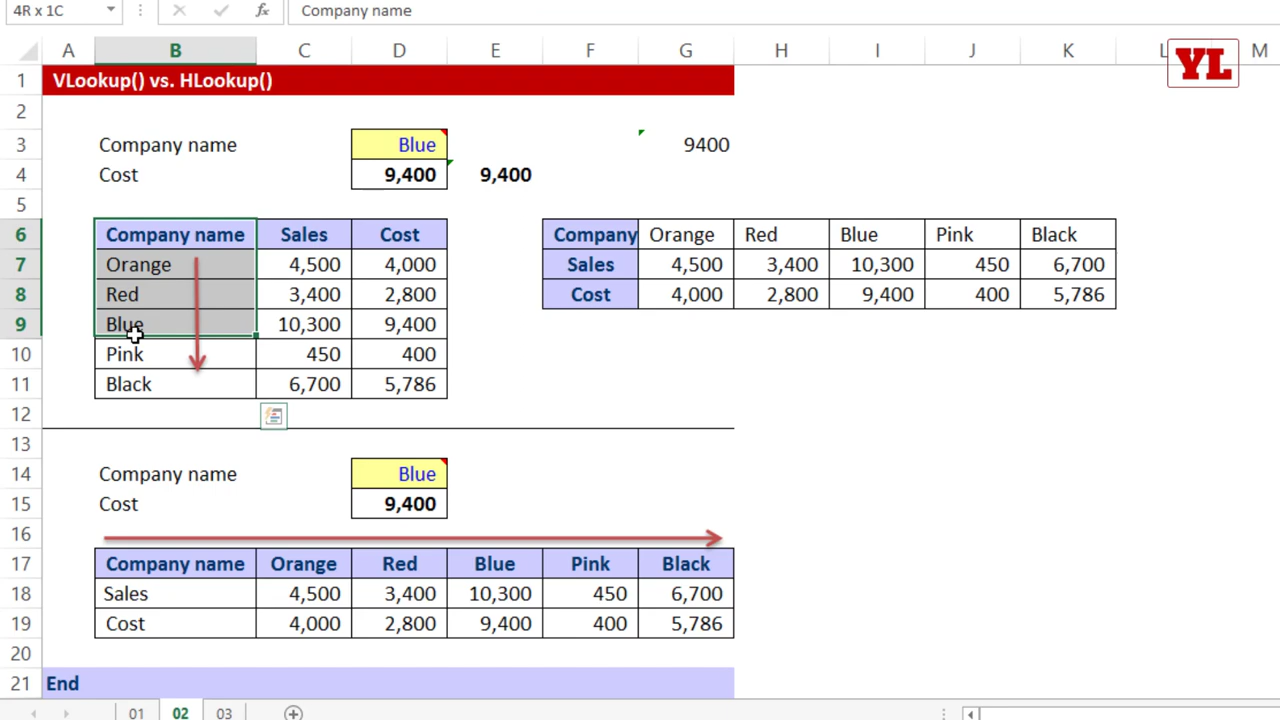 4R x 1C fx Company name
A B C D E F G H I J K L M
YL
1 VLookup() vs. HLookup()
2
3 Company name Blue 9400
4 Cost 9,400 9,400
5
6 Company name Sales Cost Company Orange Red Blue Pink Black
7 Orange 4,500 4,000 Sales 4,500 3,400 10,300 450 6,700
8 Red 3,400 2,800 Cost 4,000 2,800 9,400 400 5,786
9 Blue 10,300 9,400
10 Pink 450 400
11 Black 6,700 5,786
12
13
14 Company name Blue
15 Cost 9,400
16
17 Company name Orange Red Blue Pink Black
18 Sales 4,500 3,400 10,300 450 6,700
19 Cost 4,000 2,800 9,400 400 5,786
20
21 End
01 02 03